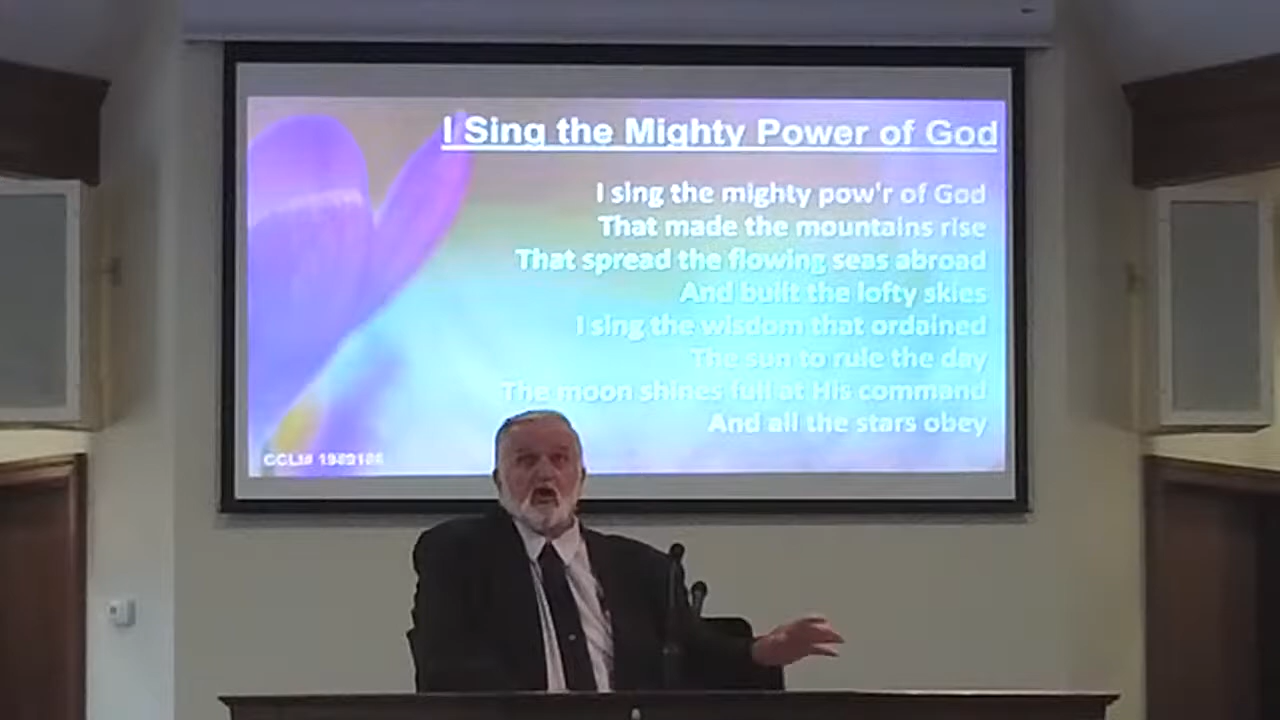 I Sing the Mighty Power of God
I sing the mighty pow'r of God
That made the mountains rise
That spread the flowing seas abroad
And built the lofty skies
I sing the wisdom that ordained
The sun to rule the day
The moon shines full at His command
And all the stars obey
CCLI#